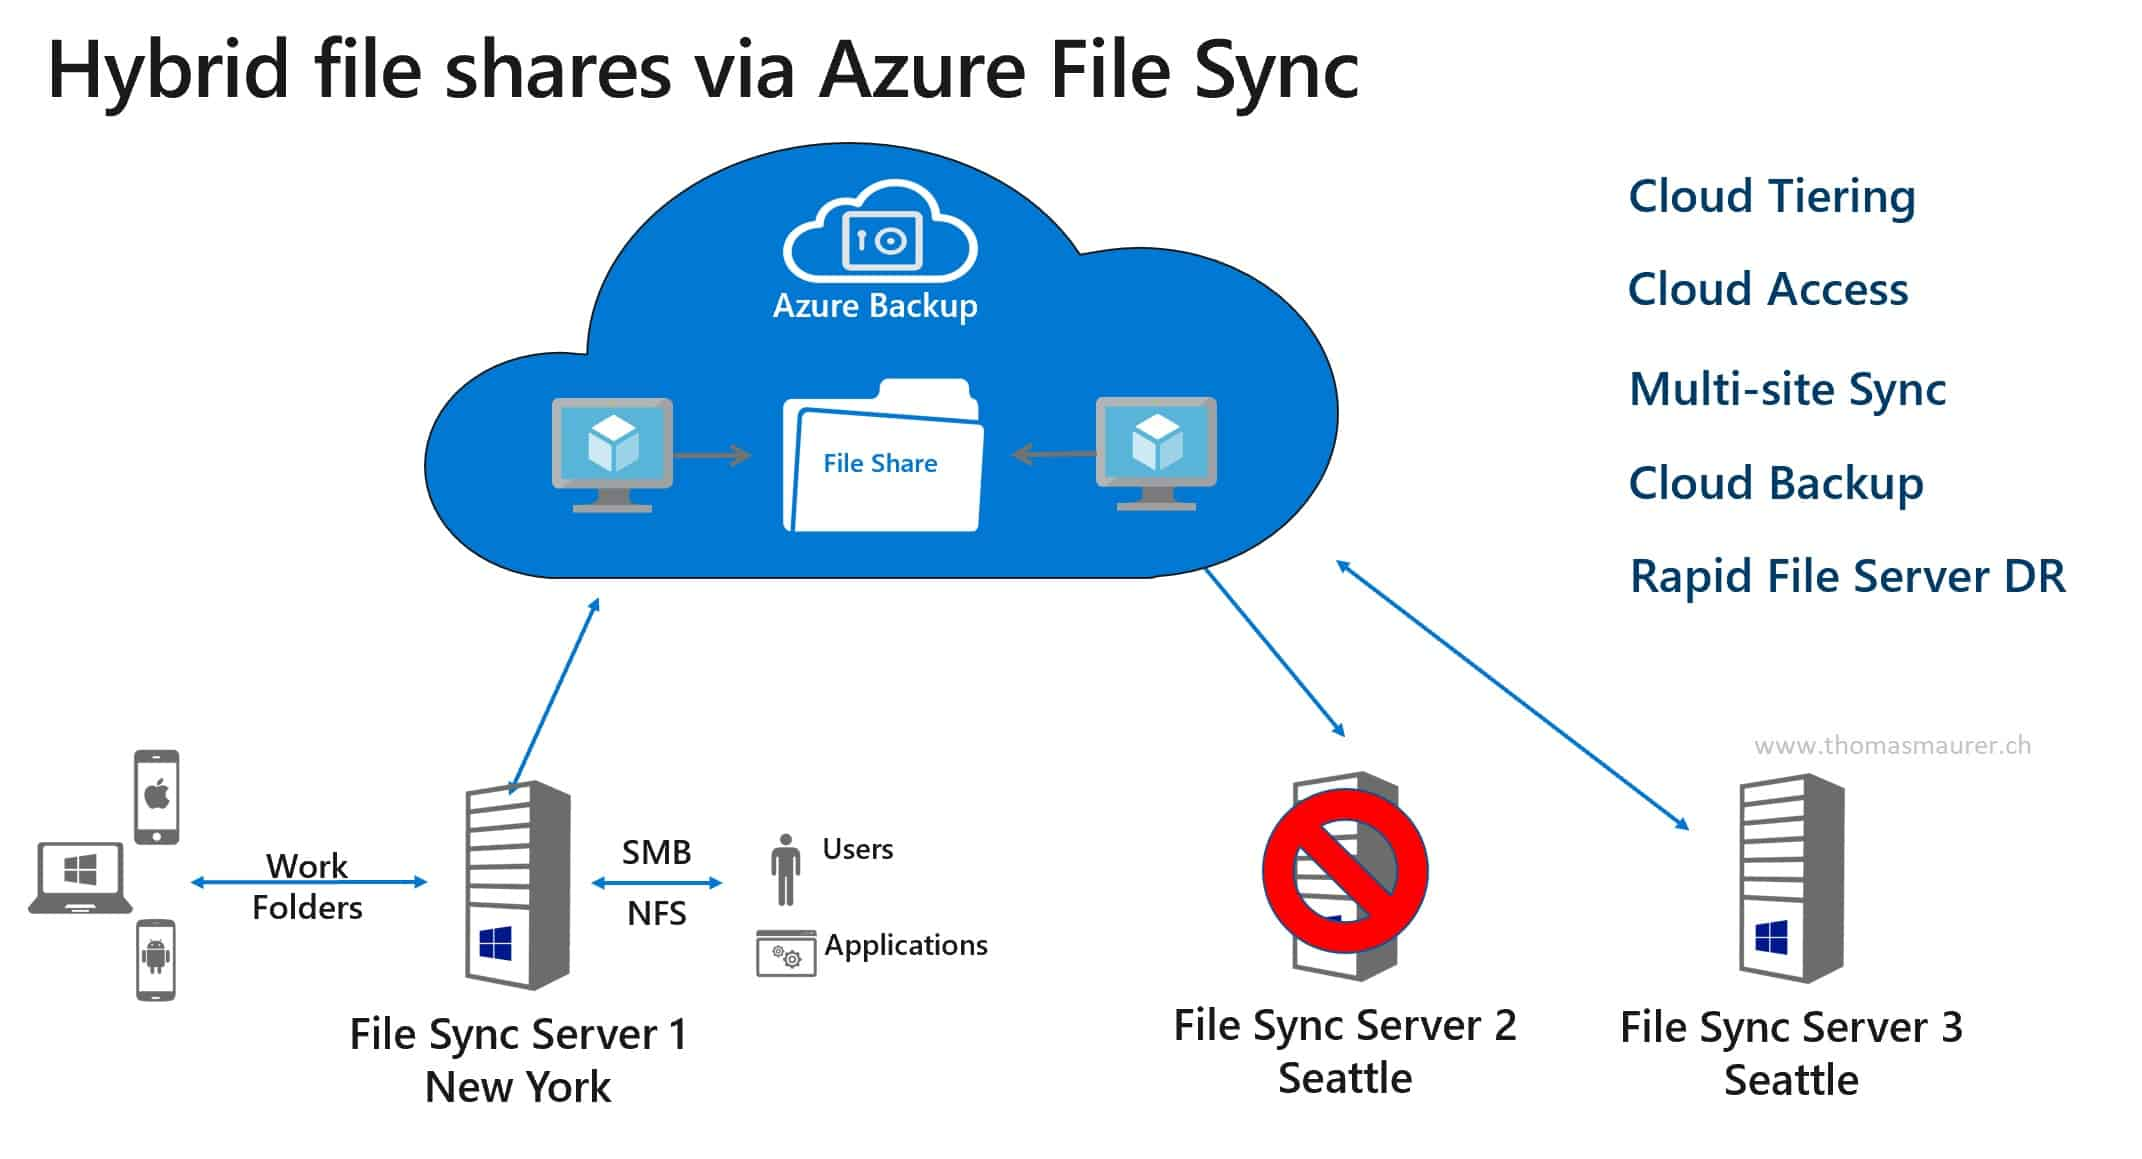 Hybrid file shares via Azure File Sync
Azure Backup
File Share
Cloud Tiering
Cloud Access
Multi-site Sync
Cloud Backup
Rapid File Server DR
www.thomasmaurer.ch
Work
Folders
SMB
NFS
Users
Applications
File Sync Server 1
New York
File Sync Server 2
Seattle
File Sync Server 3
Seattle